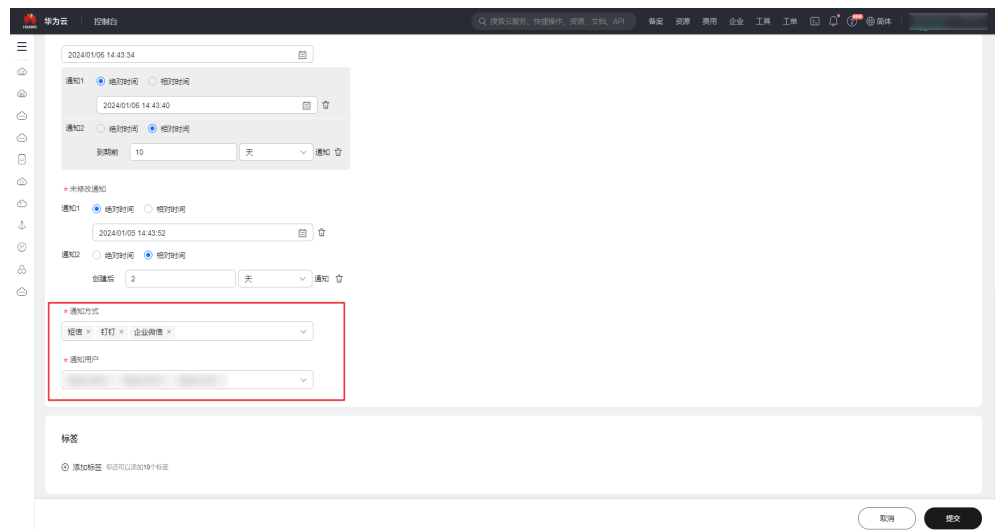 HUAWEI 华为云 控制台 搜索云服务、快捷操作、资源、文档、API 备案 资源 费用 企业 工具 工单 NEW 简体
2024/01/06 14:43:34
通知1 绝对时间 相对时间
2024/01/06 14:43:40
通知2 绝对时间 相对时间
到期前 10 天 通知
* 未修改通知
通知1 绝对时间 相对时间
2024/01/05 14:43:52
通知2 绝对时间 相对时间
创建后 2 天 通知
* 通知方式
短信 × 钉钉 × 企业微信 ×
* 通知用户
标签
添加标签 你还可以添加10个标签
取消 提交